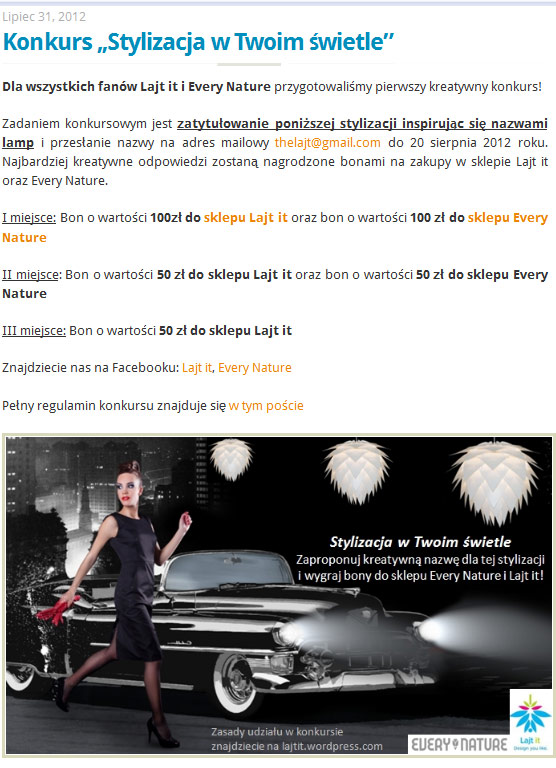 Lipiec 31, 2012
Konkurs „Stylizacja w Twoim świetle”
Dla wszystkich fanów Lajt it i Every Nature przygotowaliśmy pierwszy kreatywny konkurs!
Zadaniem konkursowym jest zatytułowanie poniższej stylizacji inspirując się nazwami
lamp i przesłanie nazwy na adres mailowy thelajt@gmail.com do 20 sierpnia 2012 roku.
Najbardziej kreatywne odpowiedzi zostaną nagrodzone bonami na zakupy w sklepie Lajt it
oraz Every Nature.
I miejsce: Bon o wartości 100zł do sklepu Lajt it oraz bon o wartości 100 zł do sklepu Every
Nature
II miejsce: Bon o wartości 50 zł do sklepu Lajt it oraz bon o wartości 50 zł do sklepu Every
Nature
III miejsce: Bon o wartości 50 zł do sklepu Lajt it
Znajdziecie nas na Facebooku: Lajt it, Every Nature
Pełny regulamin konkursu znajduje się w tym poście
Stylizacja w Twoim świetle
Zaproponuj kreatywną nazwę dla tej stylizacji
i wygraj bony do sklepu Every Nature i Lajt it!
Zasady udziału w konkursie
znajdziecie na lajtit.wordpress.com
EVERY NATURE
Lajt it
Design you like.